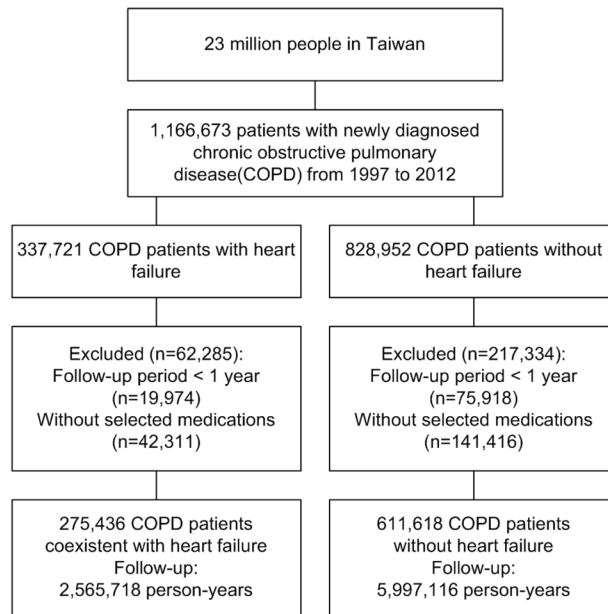 23 million people in Taiwan
1,166,673 patients with newly diagnosed
chronic obstructive pulmonary
disease(COPD) from 1997 to 2012
337,721 COPD patients with heart
failure
828,952 COPD patients without
heart failure
Excluded (n=62,285):
Follow-up period < 1 year
(n=19,974)
Without selected medications
(n=42,311)
Excluded (n=217,334):
Follow-up period < 1 year
(n=75,918)
Without selected medications
(n=141,416)
275,436 COPD patients
coexistent with heart failure
Follow-up:
2,565,718 person-years
611,618 COPD patients
without heart failure
Follow-up:
5,997,116 person-years